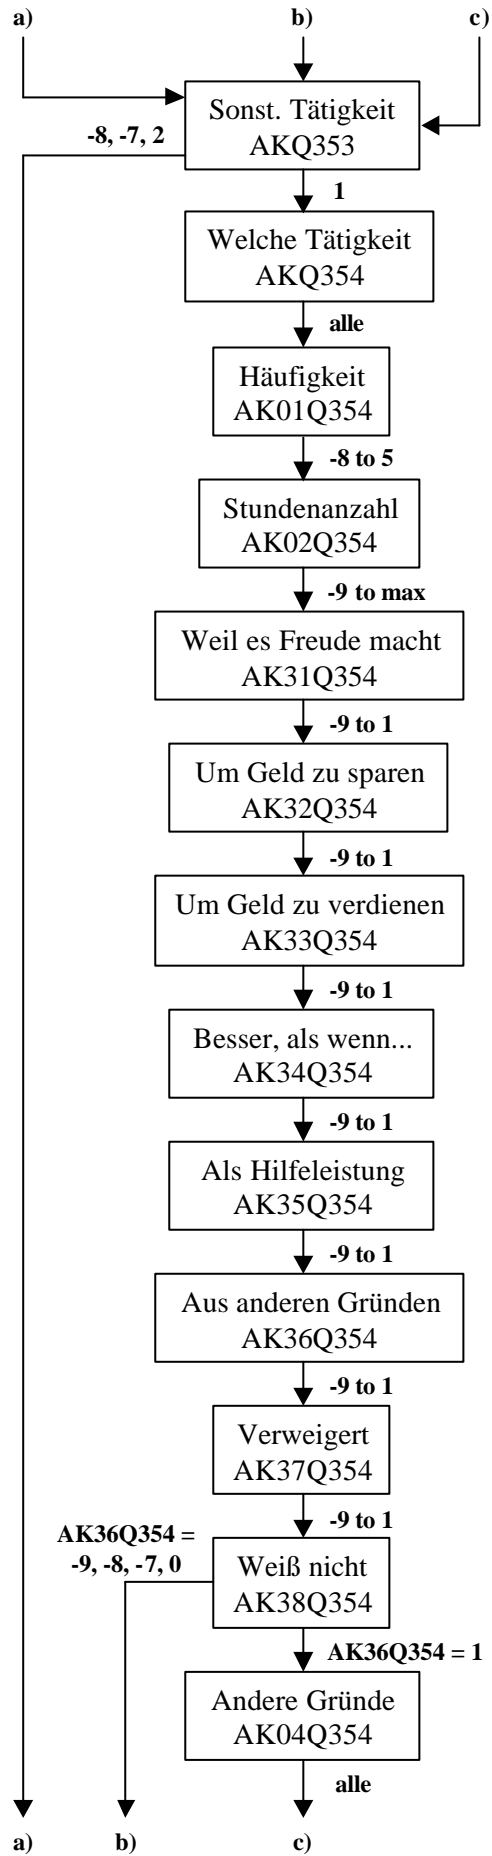 a)
b)
c)
Sonst. Tätigkeit
AKQ353
-8, -7, 2
1
Welche Tätigkeit
AKQ354
alle
Häufigkeit
AK01Q354
-8 to 5
Stundenanzahl
AK02Q354
-9 to max
Weil es Freude macht
AK31Q354
-9 to 1
Um Geld zu sparen
AK32Q354
-9 to 1
Um Geld zu verdienen
AK33Q354
-9 to 1
Besser, als wenn...
AK34Q354
-9 to 1
Als Hilfeleistung
AK35Q354
-9 to 1
Aus anderen Gründen
AK36Q354
-9 to 1
Verweigert
AK37Q354
-9 to 1
AK36Q354 =
-9, -8, -7, 0
Weiß nicht
AK38Q354
AK36Q354 = 1
Andere Gründe
AK04Q354
alle
a)
b)
c)